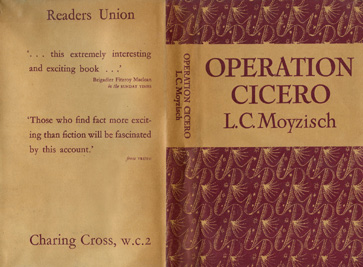 Readers Union
'. . . this extremely interesting
and exciting book . . .'
Brigadier Fitzroy Maclean
in the SUNDAY TIMES
'Those who find fact more excit-
ing than fiction will be fascinated
by this account.'
from TRUTH
Charing Cross, W.C.2
OPERATION
CICERO
L.C. Moyzisch
OPERATION
CICERO
L.C. Moyzisch